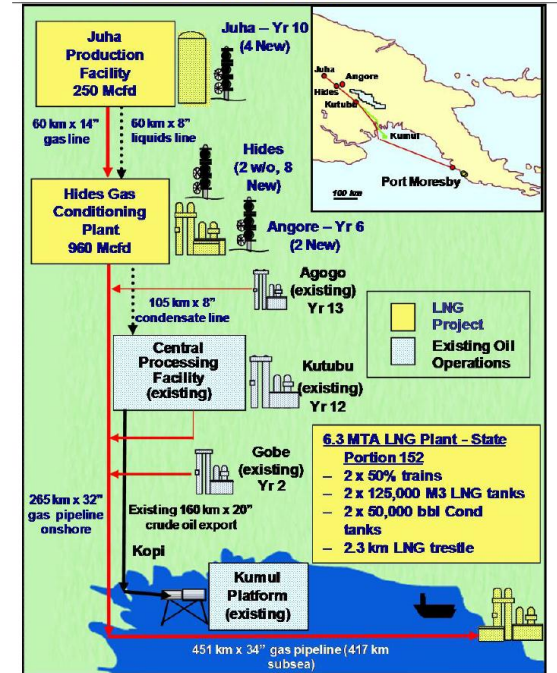 Juha
Production
Facility
250 Mcfd
Juha – Yr 10
(4 New)
Juha
Angore
Hides
Kutubu
Kumul
Port Moresby
100 km
60 km x 14”
gas line
60 km x 8”
liquids line
Hides
(2 w/o, 8
New)
Hides Gas
Conditioning
Plant
960 Mcfd
Angore – Yr 6
(2 New)
Agogo
(existing)
Yr 13
105 km x 8”
condensate line
LNG
Project
Existing Oil
Operations
Central
Processing
Facility
(existing)
Kutubu
(existing)
Yr 12
Gobe
(existing)
Yr 2
6.3 MTA LNG Plant - State
Portion 152
– 2 x 50% trains
– 2 x 125,000 M3 LNG tanks
– 2 x 50,000 bbl Cond
tanks
– 2.3 km LNG trestle
265 km x 32”
gas pipeline
onshore
Existing 160 km x 20”
crude oil export
Kopi
Kumul
Platform
(existing)
451 km x 34” gas pipeline (417 km
subsea)